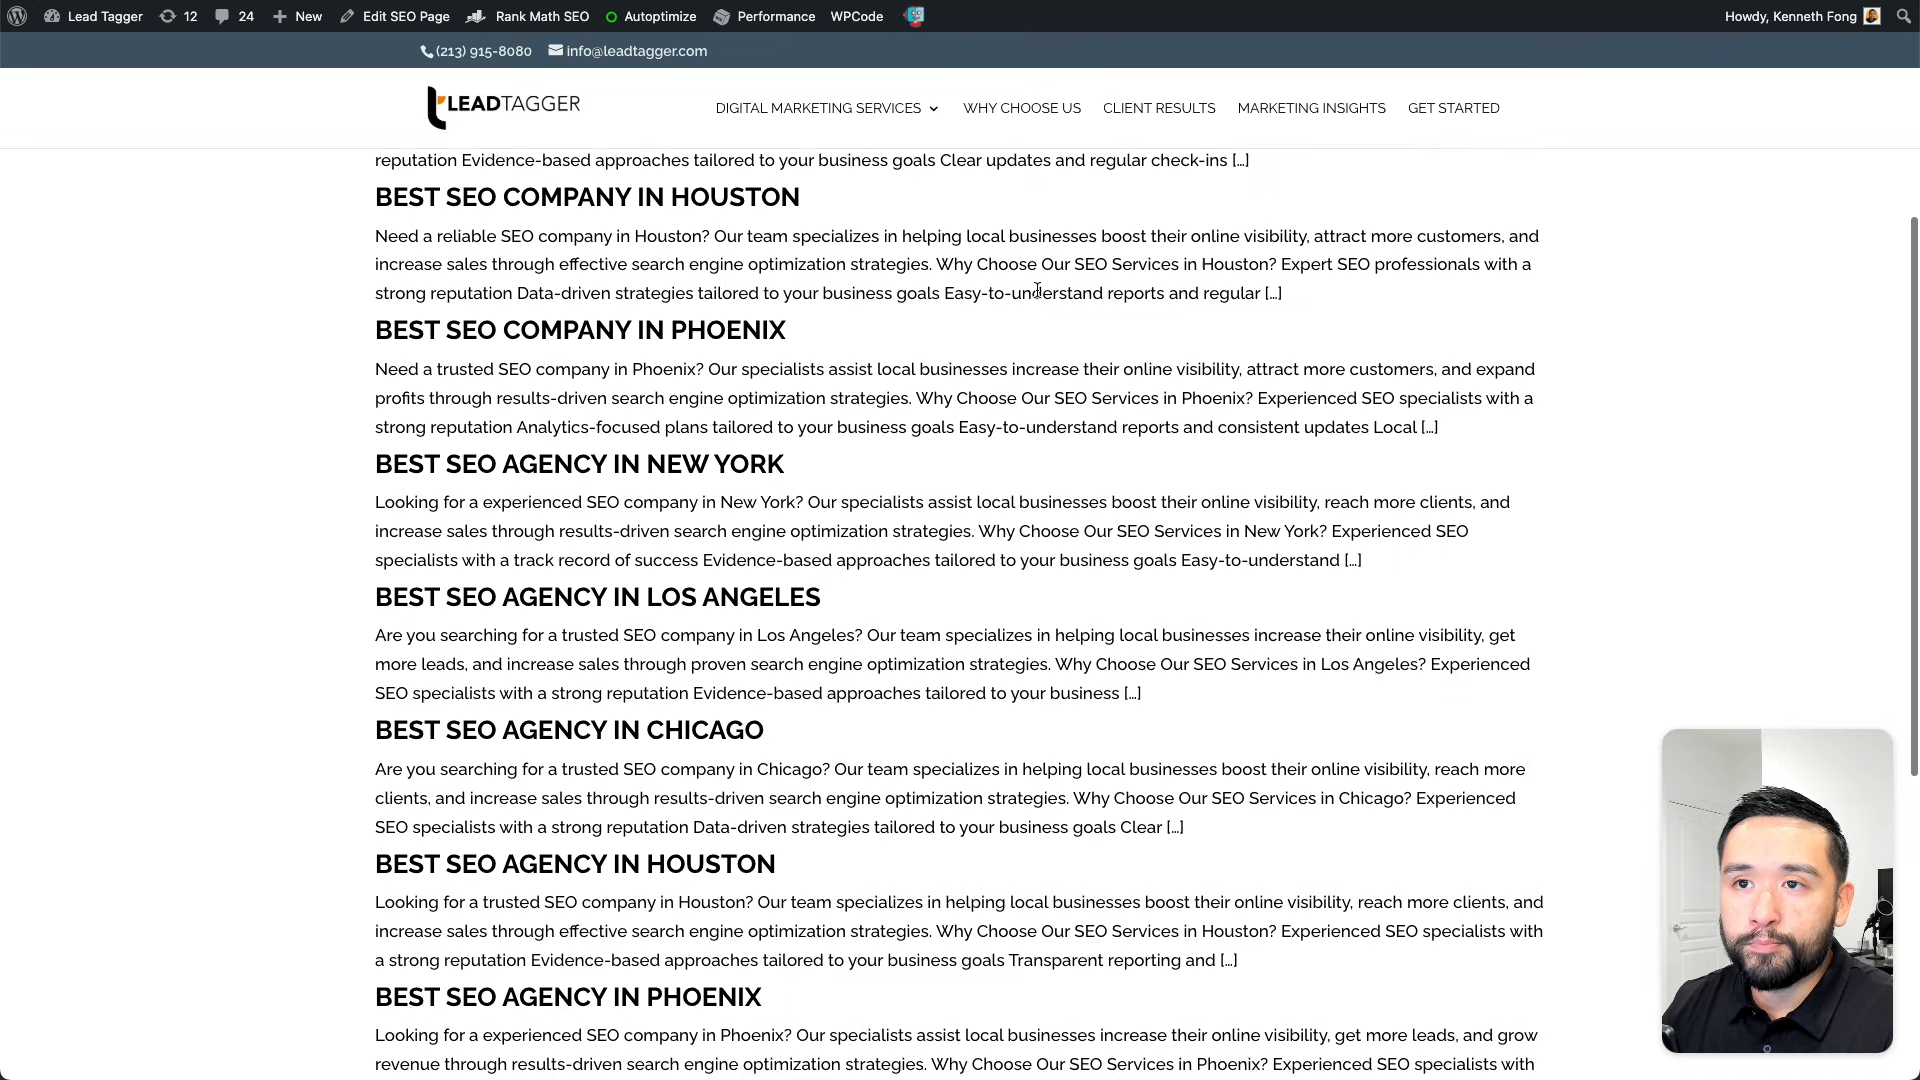 Lead Tagger 12 24 New Edit SEO Page Rank Math SEO Autoptimize Performance WPCode Howdy, Kenneth Fong
(213) 915-8080 info@leadtagger.com
LEADTAGGER DIGITAL MARKETING SERVICES WHY CHOOSE US CLIENT RESULTS MARKETING INSIGHTS GET STARTED
reputation Evidence-based approaches tailored to your business goals Clear updates and regular check-ins [...]
BEST SEO COMPANY IN HOUSTON
Need a reliable SEO company in Houston? Our team specializes in helping local businesses boost their online visibility, attract more customers, and
increase sales through effective search engine optimization strategies. Why Choose Our SEO Services in Houston? Expert SEO professionals with a
strong reputation Data-driven strategies tailored to your business goals Easy-to-understand reports and regular [...]
BEST SEO COMPANY IN PHOENIX
Need a trusted SEO company in Phoenix? Our specialists assist local businesses increase their online visibility, attract more customers, and expand
profits through results-driven search engine optimization strategies. Why Choose Our SEO Services in Phoenix? Experienced SEO specialists with a
strong reputation Analytics-focused plans tailored to your business goals Easy-to-understand reports and consistent updates Local [...]
BEST SEO AGENCY IN NEW YORK
Looking for a experienced SEO company in New York? Our specialists assist local businesses boost their online visibility, reach more clients, and
increase sales through results-driven search engine optimization strategies. Why Choose Our SEO Services in New York? Experienced SEO
specialists with a track record of success Evidence-based approaches tailored to your business goals Easy-to-understand [...]
BEST SEO AGENCY IN LOS ANGELES
Are you searching for a trusted SEO company in Los Angeles? Our team specializes in helping local businesses increase their online visibility, get
more leads, and increase sales through proven search engine optimization strategies. Why Choose Our SEO Services in Los Angeles? Experienced
SEO specialists with a strong reputation Evidence-based approaches tailored to your business [...]
BEST SEO AGENCY IN CHICAGO
Are you searching for a trusted SEO company in Chicago? Our team specializes in helping local businesses boost their online visibility, reach more
clients, and increase sales through results-driven search engine optimization strategies. Why Choose Our SEO Services in Chicago? Experienced
SEO specialists with a strong reputation Data-driven strategies tailored to your business goals Clear [...]
BEST SEO AGENCY IN HOUSTON
Looking for a trusted SEO company in Houston? Our team specializes in helping local businesses boost their online visibility, reach more clients, and
increase sales through effective search engine optimization strategies. Why Choose Our SEO Services in Houston? Experienced SEO specialists with
a strong reputation Evidence-based approaches tailored to your business goals Transparent reporting and [...]
BEST SEO AGENCY IN PHOENIX
Looking for a experienced SEO company in Phoenix? Our specialists assist local businesses increase their online visibility, get more leads, and grow
revenue through results-driven search engine optimization strategies. Why Choose Our SEO Services in Phoenix? Experienced SEO specialists with